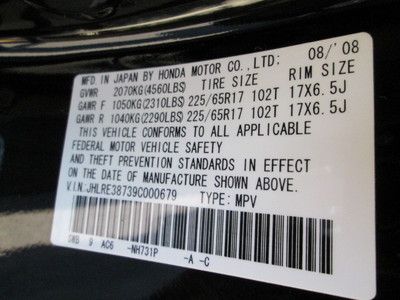 MFD. IN JAPAN BY HONDA MOTOR CO.,LTD. 08/'08
GVWR 2070KG(4560LBS) TIRE SIZE RIM SIZE
GAWR F 1050KG(2310LBS) 225/65R17 102T 17X6.5J
GAWR R 1040KG(2290LBS) 225/65R17 102T 17X6.5J
THIS VEHICLE CONFORMS TO ALL APPLICABLE
FEDERAL MOTOR VEHICLE SAFETY
AND THEFT PREVENTION STANDARDS IN EFFECT
ON THE DATE OF MANUFACTURE SHOWN ABOVE.
V.I.N:JHLRE38739C000679 TYPE: MPV
SWB 9 AC6 -NH731P -A -C